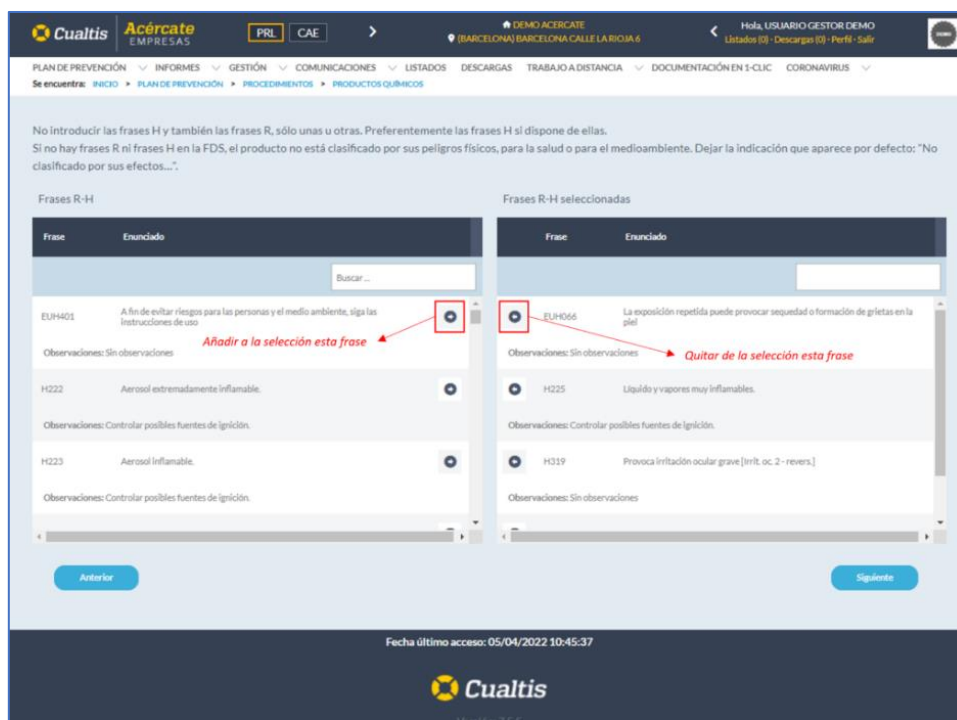 Cualtis
Acércate
EMPRESAS
PRL
CAE
DEMO ACERCATE
(BARCELONA) BARCELONA CALLE LA RIOJA 6
Hola, USUARIO GESTOR DEMO
Listados (0) - Descargas (0) - Perfil - Salir
DEMO
PLAN DE PREVENCIÓN INFORMES GESTIÓN COMUNICACIONES LISTADOS DESCARGAS TRABAJO A DISTANCIA DOCUMENTACIÓN EN 1-CLIC CORONAVIRUS
Se encuentra: INICIO > PLAN DE PREVENCIÓN > PROCEDIMIENTOS > PRODUCTOS QUÍMICOS
No introducir las frases H y también las frases R, sólo unas u otras. Preferentemente las frases H si dispone de ellas.
Si no hay frases R ni frases H en la FDS, el producto no está clasificado por sus peligros físicos, para la salud o para el medioambiente. Dejar la indicación que aparece por defecto: "No
clasificado por sus efectos...".
Frases R-H
Frase Enunciado
Buscar ...
EUH401 A fin de evitar riesgos para las personas y el medio ambiente, siga las
instrucciones de uso
Añadir a la selección esta frase
Observaciones: Sin observaciones
H222 Aerosol extremadamente inflamable.
Observaciones: Controlar posibles fuentes de ignición.
H223 Aerosol inflamable.
Observaciones: Controlar posibles fuentes de ignición.
Frases R-H seleccionadas
Frase Enunciado
EUH066 La exposición repetida puede provocar sequedad o formación de grietas en la
piel
Observaciones: Sin observaciones
Quitar de la selección esta frase
H225 Líquido y vapores muy inflamables.
Observaciones: Controlar posibles fuentes de ignición.
H319 Provoca irritación ocular grave [Irrit. oc. 2 - revers.]
Observaciones: Sin observaciones
Anterior
Siguiente
Fecha último acceso: 05/04/2022 10:45:37
Cualtis